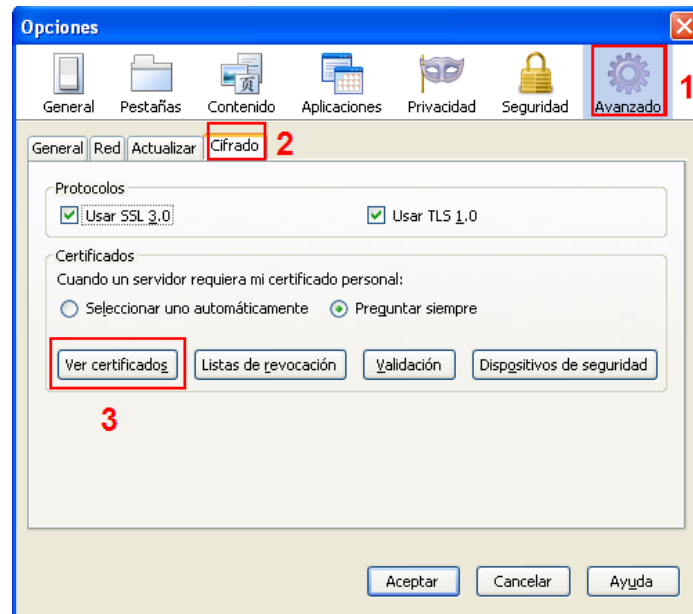 Opciones
General Pestañas Contenido Aplicaciones Privacidad Seguridad Avanzado 1
General Red Actualizar Cifrado 2
Protocolos
Usar SSL 3.0 Usar TLS 1.0
Certificados
Cuando un servidor requiera mi certificado personal:
Seleccionar uno automáticamente Preguntar siempre
Ver certificados Listas de revocación Validación Dispositivos de seguridad
3
Aceptar Cancelar Ayuda